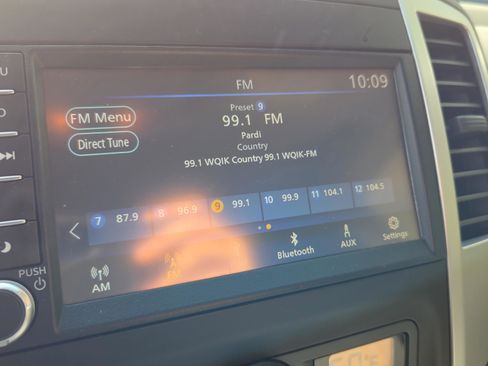 FM
10:09
Preset 9
FM Menu
99.1 FM
Pardi
Direct Tune
Country
99.1 WQIK Country 99.1 WQIK-FM
7 87.9 8 96.9 9 99.1 10 99.9 11 104.1 12 104.5
AM
FM
Bluetooth
AUX
Settings
PUSH